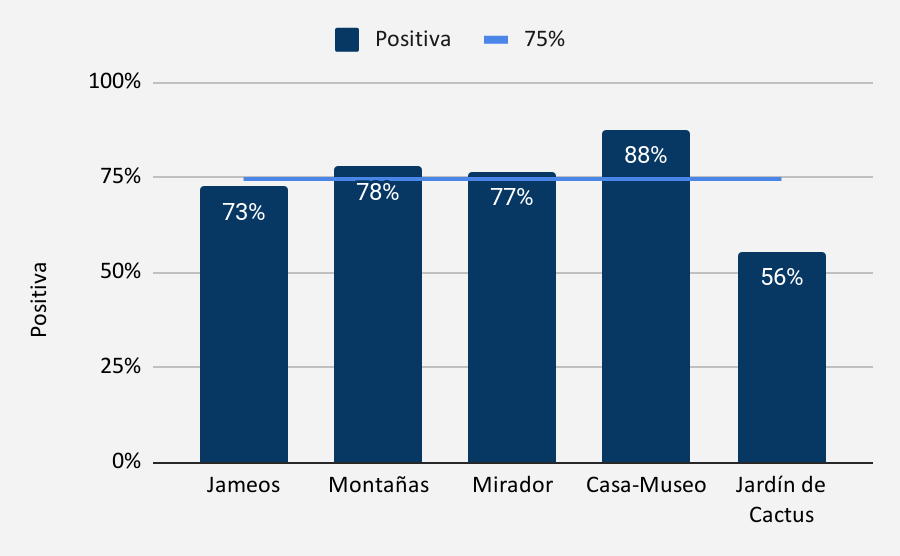 Positiva 75%
100%
75%
50%
25%
0%
Positiva
73%
78%
77%
88%
56%
Jameos Montañas Mirador Casa-Museo Jardín de
Cactus